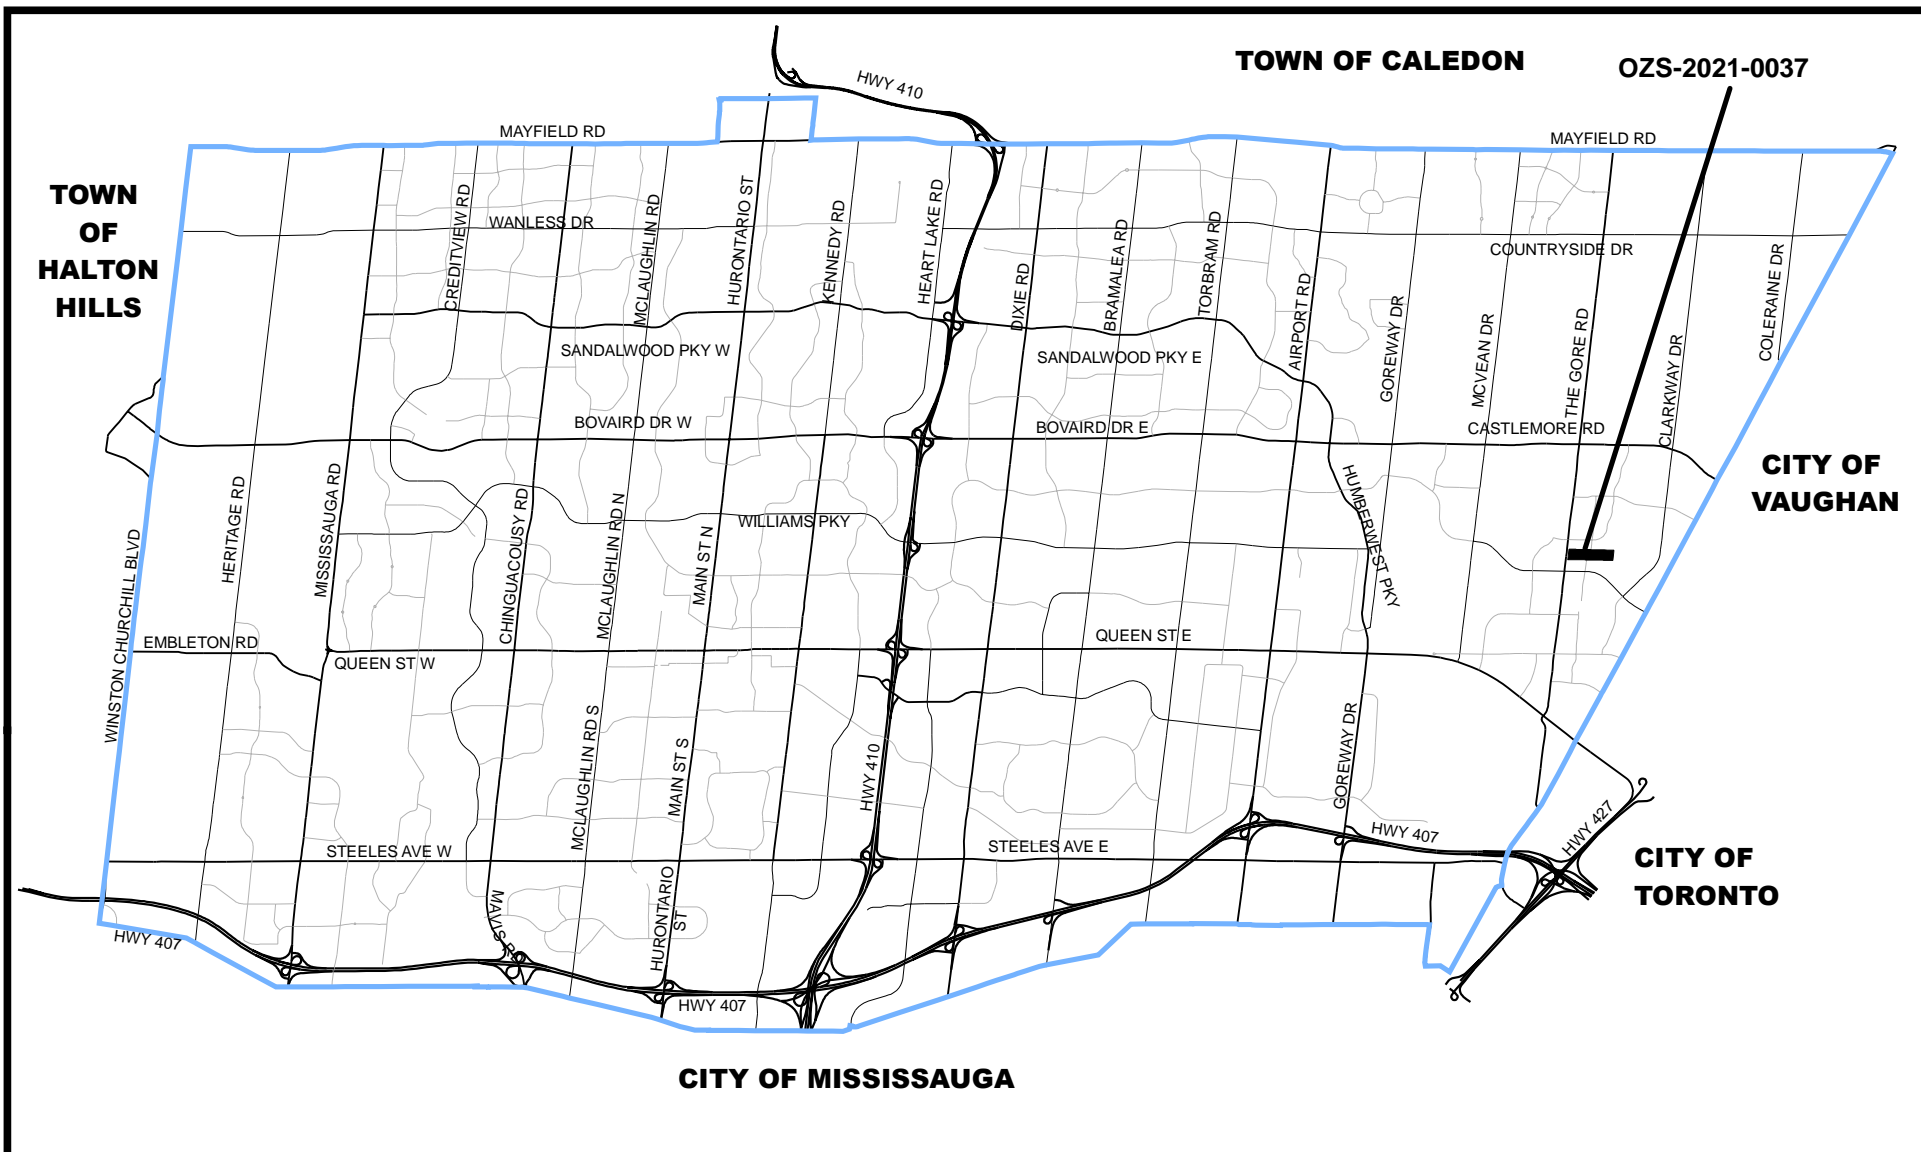 TOWN OF CALEDON
OZS-2021-0037
HWY 410
MAYFIELD RD
MAYFIELD RD
TOWN
OF
HALTON
HILLS
CREDITVIEW RD
WANLESS DR
MCLAUGHLIN RD
HURONTARIO ST
KENNEDY RD
HEART LAKE RD
DIXIE RD
BRAMALEA RD
TORBRAM RD
AIRPORT RD
GOREWAY DR
COUNTRYSIDE DR
MCVEAN DR
THE GORE RD
CLARKWAY DR
COLERAINE DR
SANDALWOOD PKY W
SANDALWOOD PKY E
BOVAIRD DR W
BOVAIRD DR E
CASTLEMORE RD
CITY OF
VAUGHAN
WINSTON CHURCHILL BLVD
HERITAGE RD
MISSISSAUGA RD
CHINGUACOUSY RD
MCLAUGHLIN RD N
MAIN ST N
WILLIAMS PKY
HUMBERWEST PKY
EMBLETON RD
QUEEN ST W
QUEEN ST E
MCLAUGHLIN RD S
MAIN ST S
HWY 410
GOREWAY DR
STEELES AVE W
STEELES AVE E
HWY 407
HWY 427
CITY OF
TORONTO
HWY 407
MAVIS RD
HURONTARIO
ST
HWY 407
CITY OF MISSISSAUGA